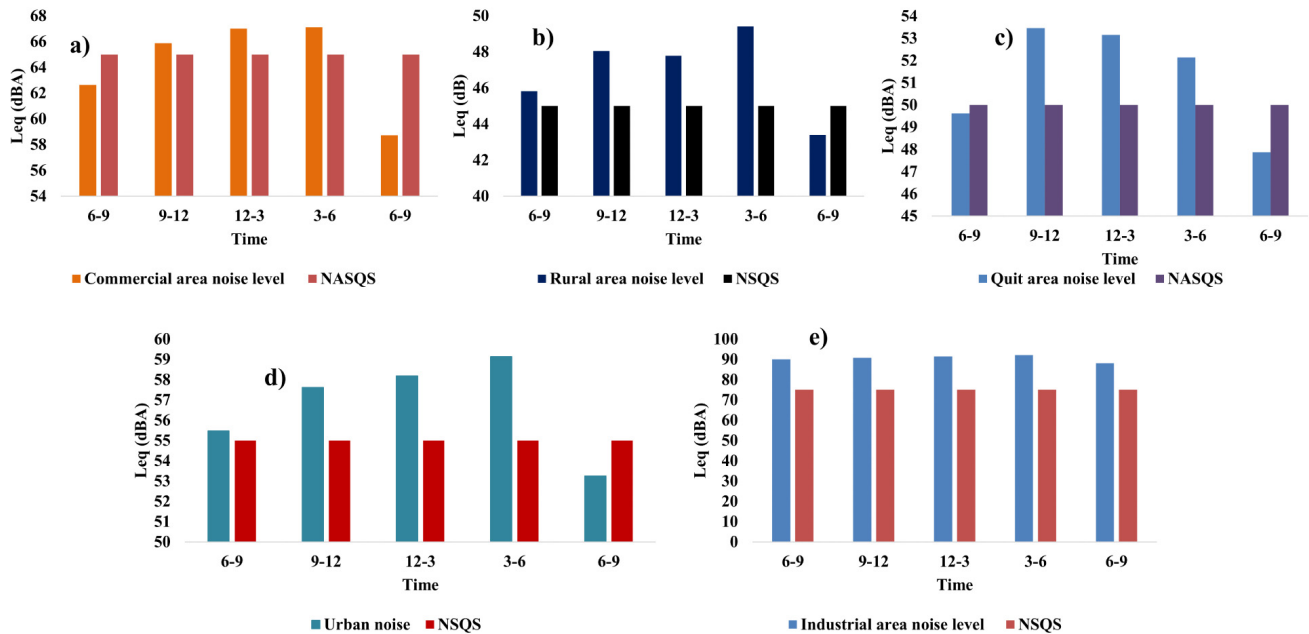 a)
Leq (dBA)
68
66
64
62
60
58
56
54
6-9 9-12 12-3 3-6 6-9
Time
Commercial area noise level NASQS
b)
Leq (dB)
50
48
46
44
42
40
6-9 9-12 12-3 3-6 6-9
Time
Rural area noise level NSQS
c)
Leq (dBA)
54
53
52
51
50
49
48
47
46
45
6-9 9-12 12-3 3-6 6-9
Time
Quit area noise level NASQS
d)
Leq (dBA)
60
59
58
57
56
55
54
53
52
51
50
6-9 9-12 12-3 3-6 6-9
Time
Urban noise NSQS
e)
Leq (dBA)
100
90
80
70
60
50
40
30
20
10
0
6-9 9-12 12-3 3-6 6-9
Time
Industrial area noise level NSQS